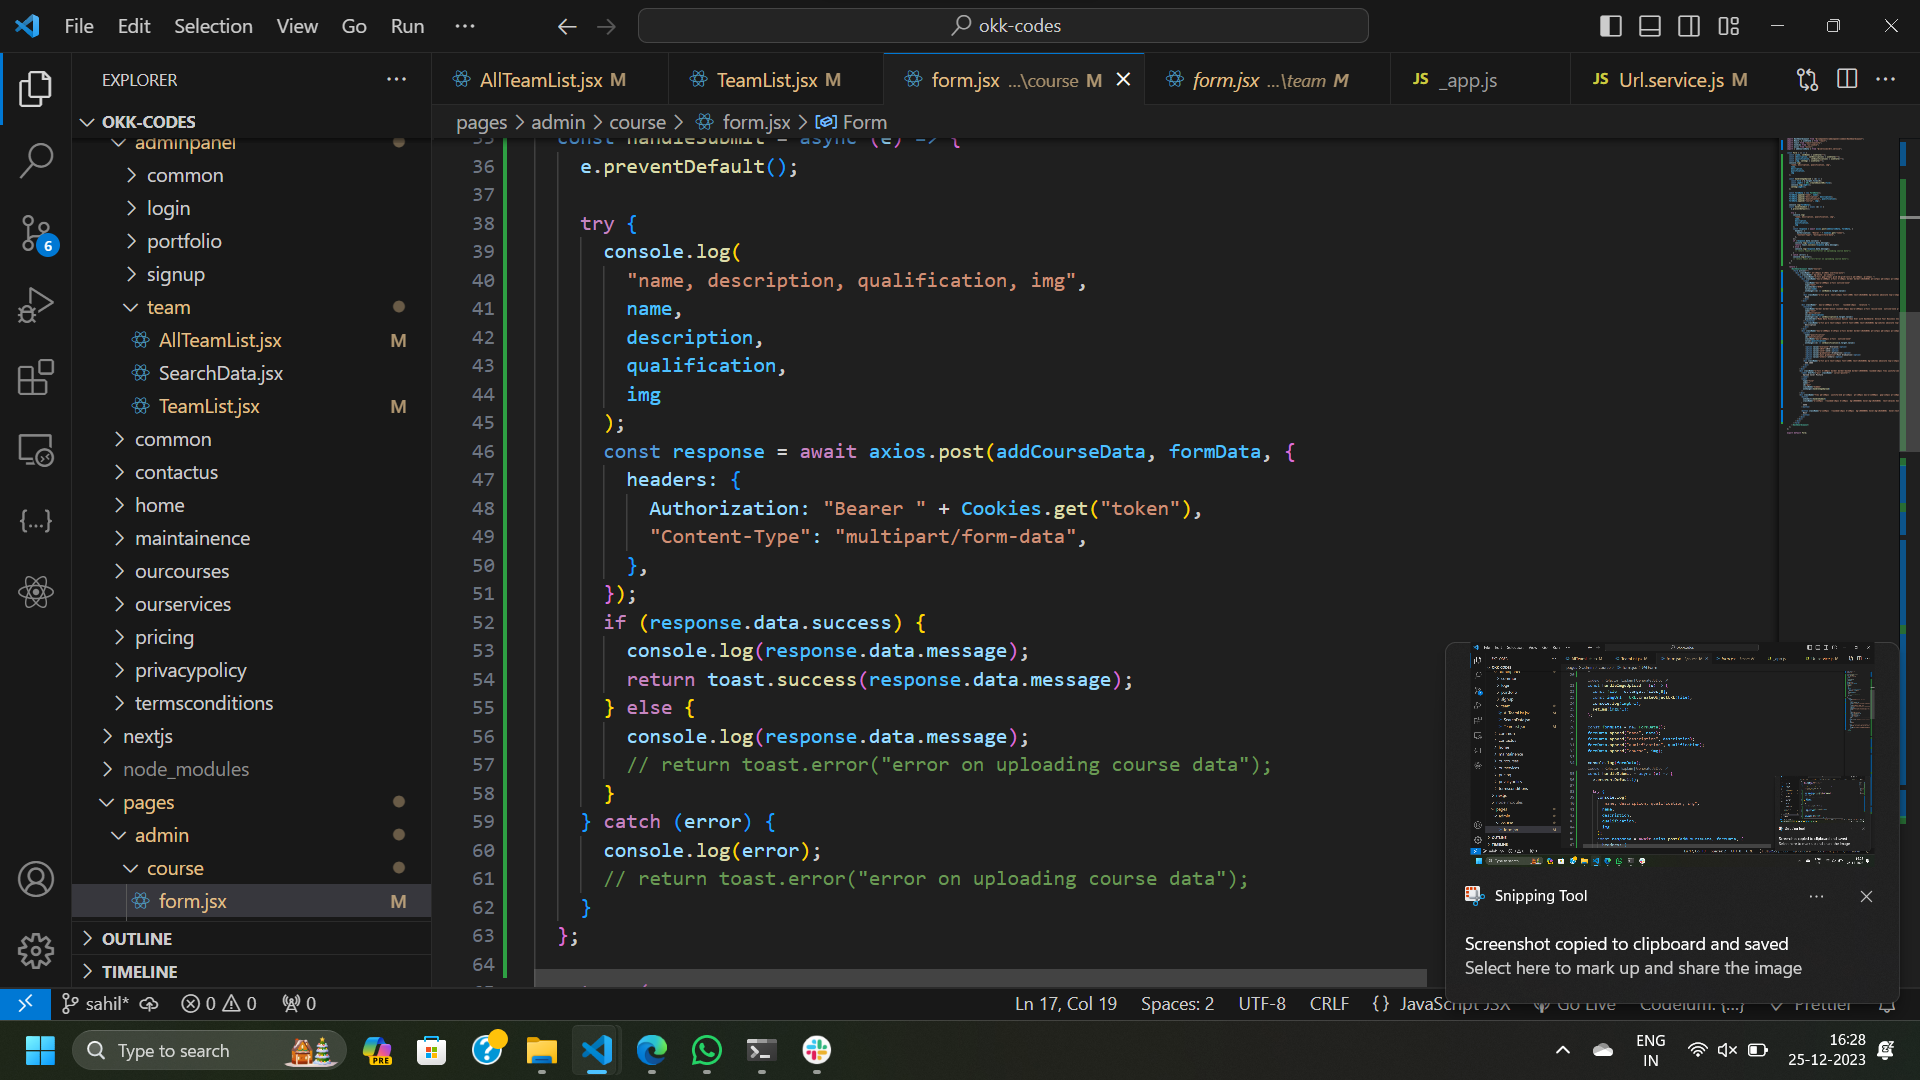 File Edit Selection View Go Run ···
okk-codes
EXPLORER
AllTeamList.jsx M
TeamList.jsx M
form.jsx ...\course M
form.jsx ...\team M
JS _app.js
JS Url.service.js M
OKK-CODES
pages > admin > course > form.jsx > Form
adminpanel
common
login
portfolio
signup
team
AllTeamList.jsx M
SearchData.jsx
TeamList.jsx M
common
contactus
home
maintainence
ourcourses
ourservices
pricing
privacypolicy
termsconditions
nextjs
node_modules
pages
admin
course
form.jsx M
OUTLINE
TIMELINE
6
35 const handleSubmit = async (e) => {
36 e.preventDefault();
37
38 try {
39 console.log(
40 "name, description, qualification, img",
41 name,
42 description,
43 qualification,
44 img
45 );
46 const response = await axios.post(addCourseData, formData, {
47 headers: {
48 Authorization: "Bearer " + Cookies.get("token"),
49 "Content-Type": "multipart/form-data",
50 },
51 });
52 if (response.data.success) {
53 console.log(response.data.message);
54 return toast.success(response.data.message);
55 } else {
56 console.log(response.data.message);
57 // return toast.error("error on uploading course data");
58 }
59 } catch (error) {
60 console.log(error);
61 // return toast.error("error on uploading course data");
62 }
63 };
64
Snipping Tool
Screenshot copied to clipboard and saved
Select here to mark up and share the image
sahil* 0 0 0
Ln 17, Col 19 Spaces: 2 UTF-8 CRLF {} JavaScript JSX Go Live Codeium: {...} Prettier
Type to search
PRE
ENG
IN
16:28
25-12-2023